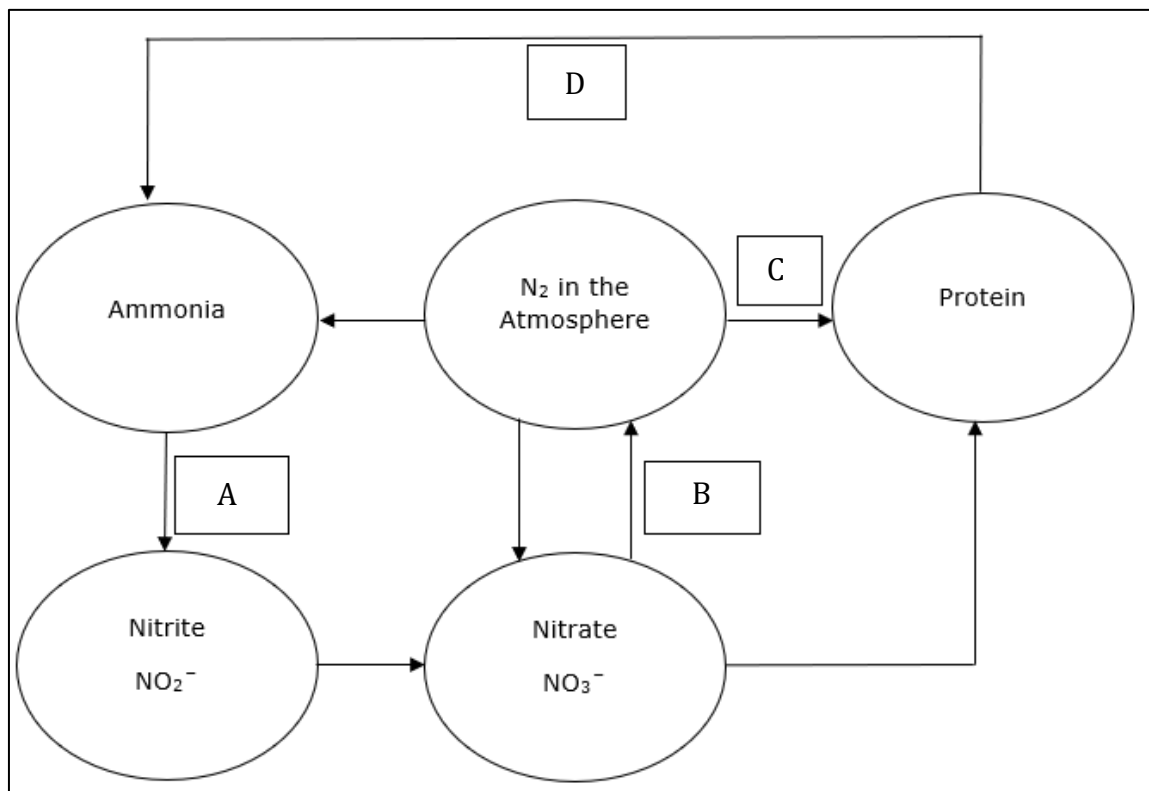 D
C
Ammonia
N₂ in the
Atmosphere
Protein
A
B
Nitrite
NO₂⁻
Nitrate
NO₃⁻